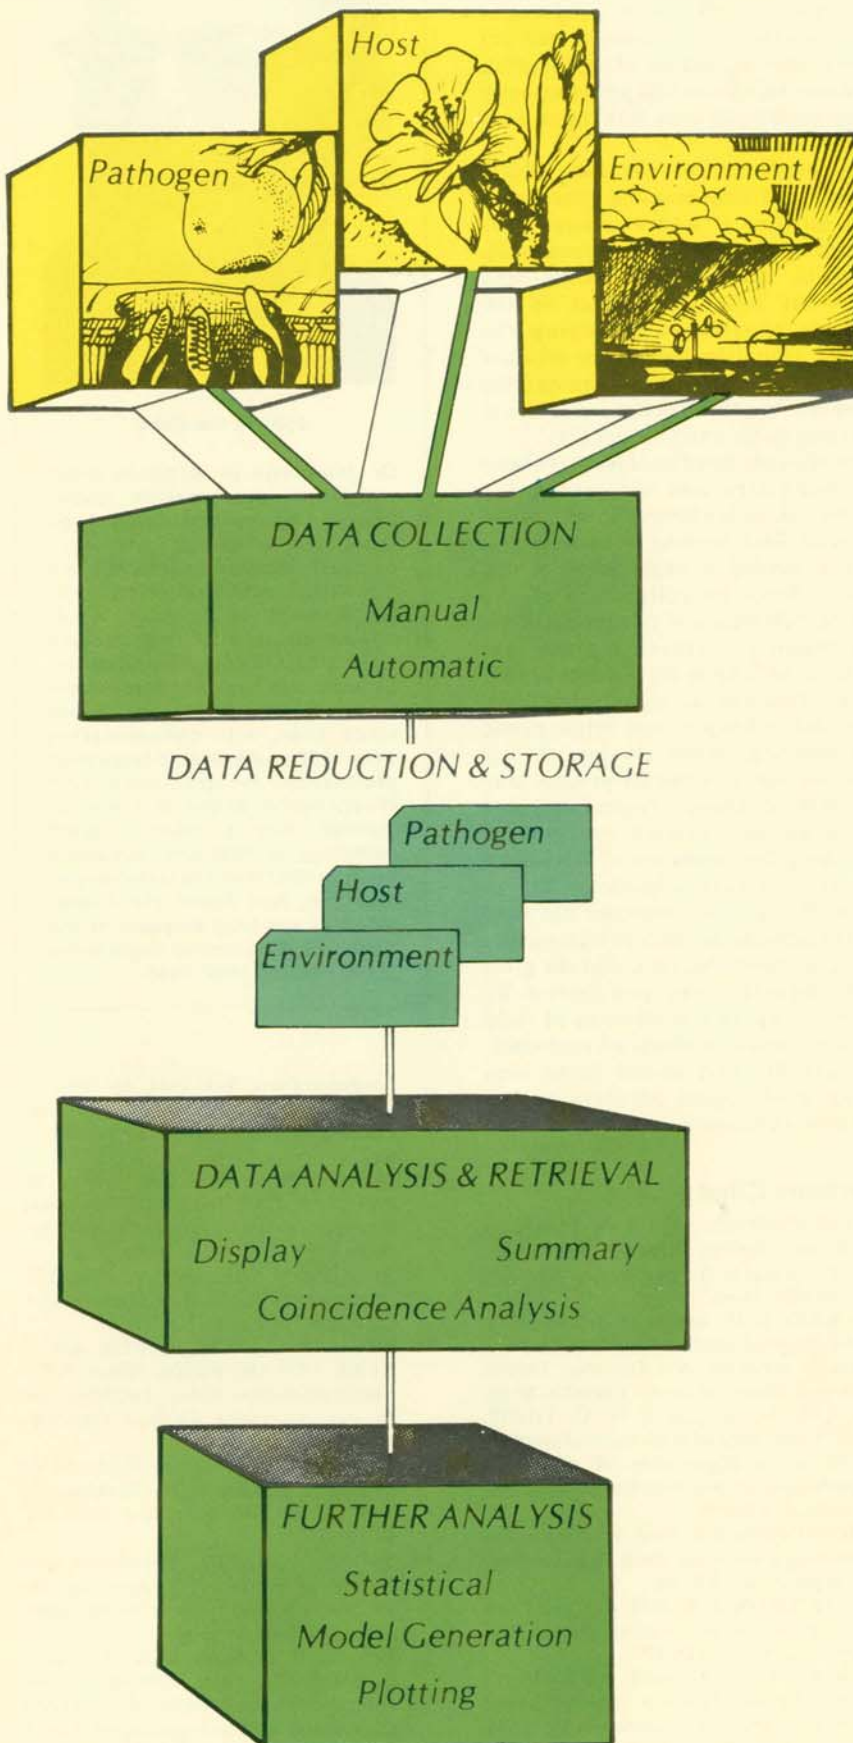 Host
Pathogen
Environment
DATA COLLECTION
Manual
Automatic
DATA REDUCTION & STORAGE
Pathogen
Host
Environment
DATA ANALYSIS & RETRIEVAL
Display Summary
Coincidence Analysis
FURTHER ANALYSIS
Statistical
Model Generation
Plotting